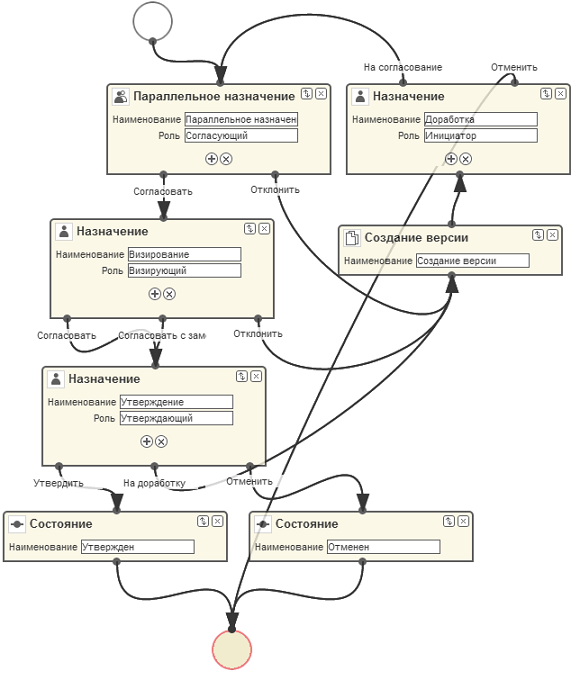 На согласование
Отменить
Параллельное назначение
Наименование Параллельное назначен
Роль Согласующий
Назначение
Наименование Доработка
Роль Инициатор
Согласовать
Отклонить
Назначение
Наименование Визирование
Роль Визирующий
Создание версии
Наименование Создание версии
Согласовать
Согласовать с зам
Отклонить
Назначение
Наименование Утверждение
Роль Утверждающий
Утвердить
На доработку
Отменить
Состояние
Наименование Утвержден
Состояние
Наименование Отменен